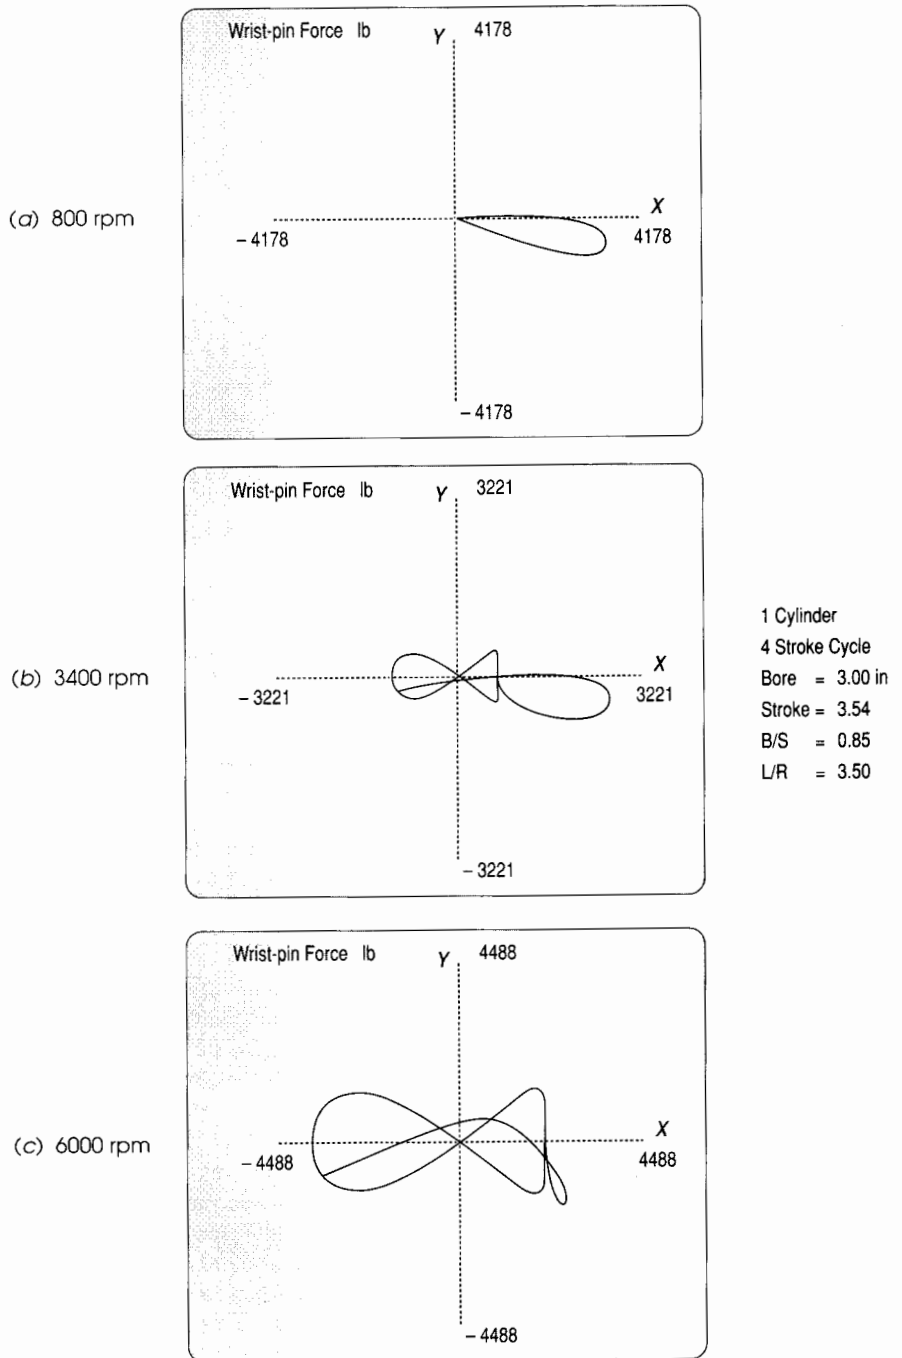 Wrist-pin Force lb
Y 4178
(a) 800 rpm
X
– 4178
4178
– 4178
Wrist-pin Force lb
Y 3221
(b) 3400 rpm
X
– 3221
3221
– 3221
1 Cylinder
4 Stroke Cycle
Bore = 3.00 in
Stroke = 3.54
B/S = 0.85
L/R = 3.50
Wrist-pin Force lb
Y 4488
(c) 6000 rpm
X
– 4488
4488
– 4488